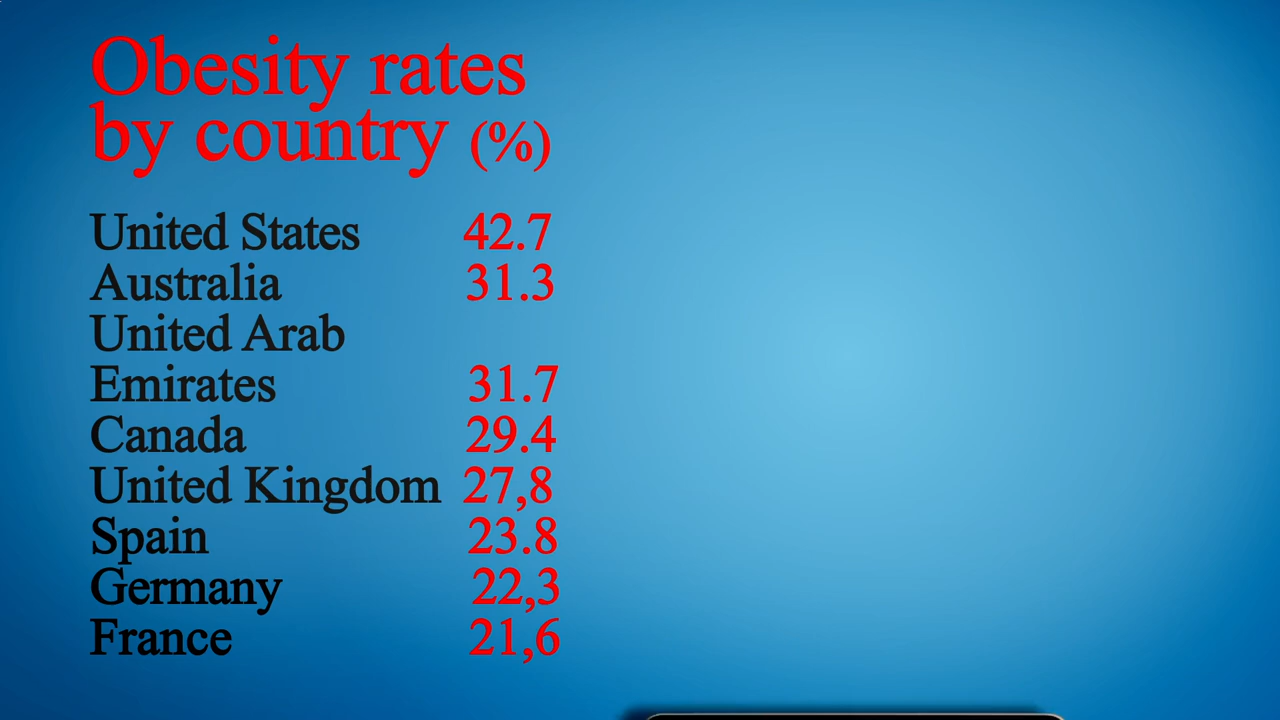 Obesity rates
by country (%)
United States 42.7
Australia 31.3
United Arab
Emirates 31.7
Canada 29.4
United Kingdom 27,8
Spain 23.8
Germany 22,3
France 21,6